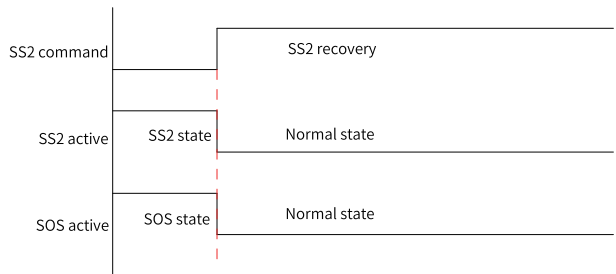 SS2 command
SS2 recovery
SS2 active
SS2 state
Normal state
SOS active
SOS state
Normal state